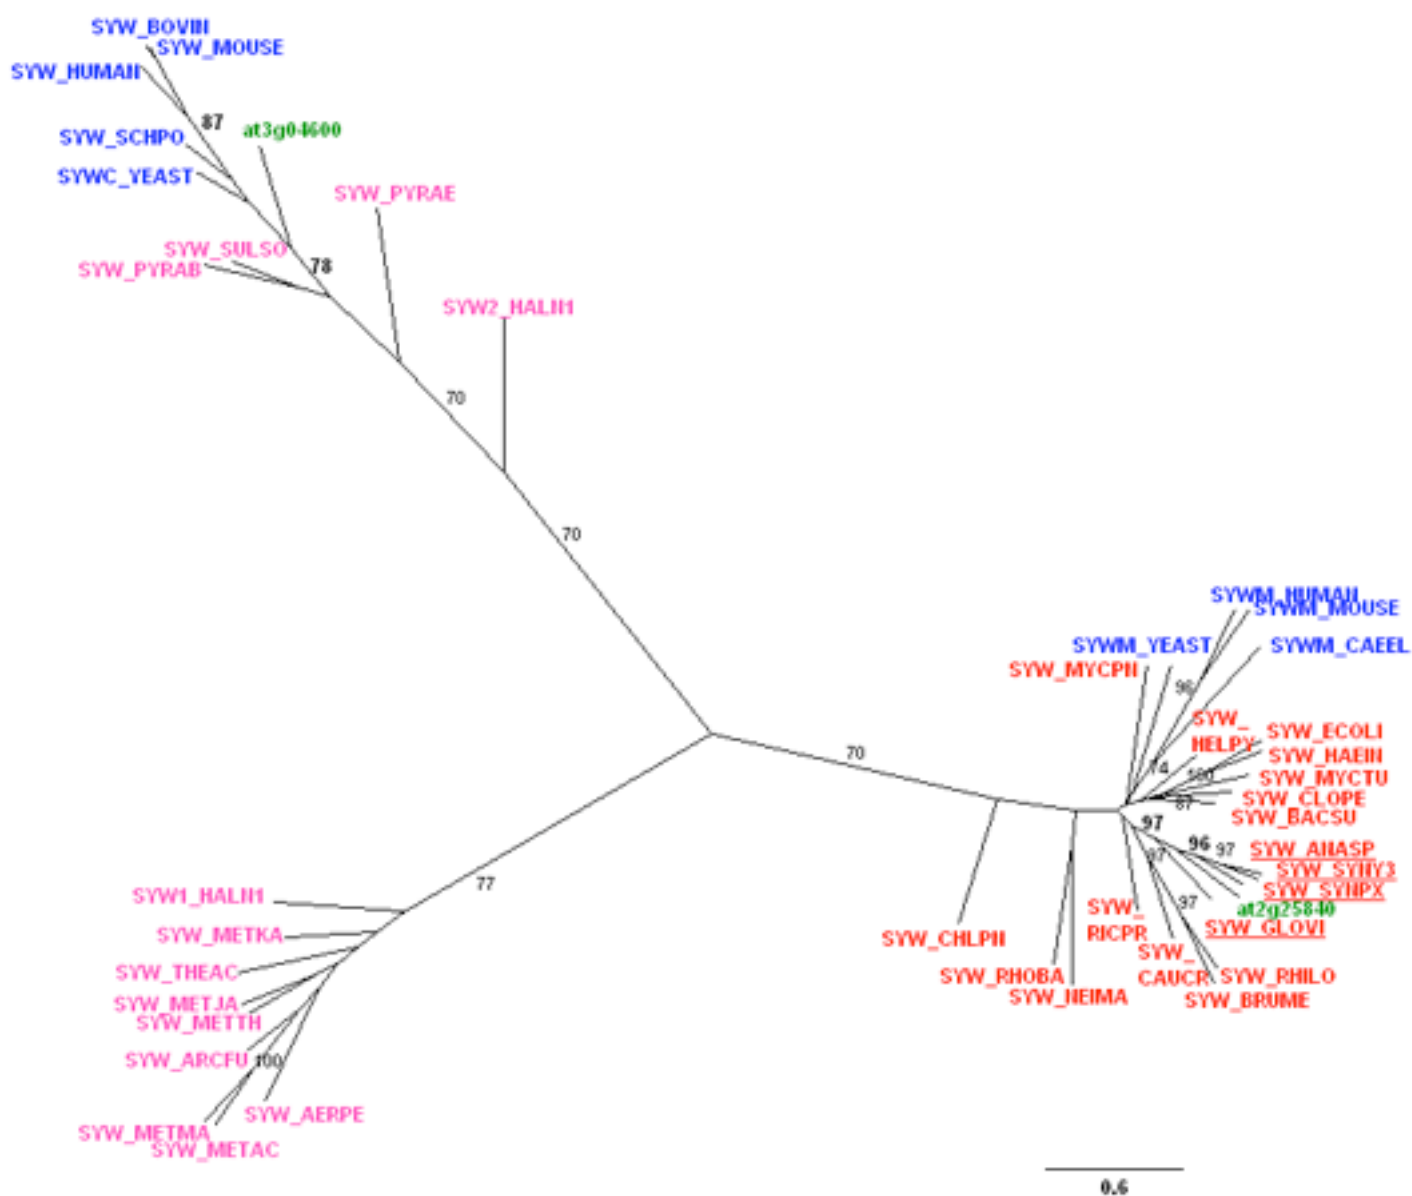 SYW_BOVIN
SYW_MOUSE
SYW_HUMAN
87
at3g04600
SYW_SCHPO
SYWC_YEAST
SYW_PYRAE
SYW_SULSO
SYW_PYRAB
78
SYW2_HALN1
70
70
SYWM_HUMAN
SYWM_MOUSE
SYWM_YEAST
SYWM_CAEEL
SYW_MYCPN
96
SYW_
HELPY
SYW_ECOLI
SYW_HAEIN
70
74
100
SYW_MYCTU
87
SYW_CLOPE
SYW_BACSU
97
96
97
SYW_ANASP
97
SYW_SYNY3
SYW_SYNPX
77
SYW1_HALN1
97
at2g25840
SYW_
RICPR
SYW_GLOVI
SYW_METKA
SYW_CHLPN
SYW_
CAUCR
SYW_THEAC
SYW_RHOBA
SYW_RHILO
SYW_NEIMA
SYW_BRUME
SYW_METJA
SYW_METTH
SYW_ARCFU
100
SYW_AERPE
SYW_METMA
SYW_METAC
0.6